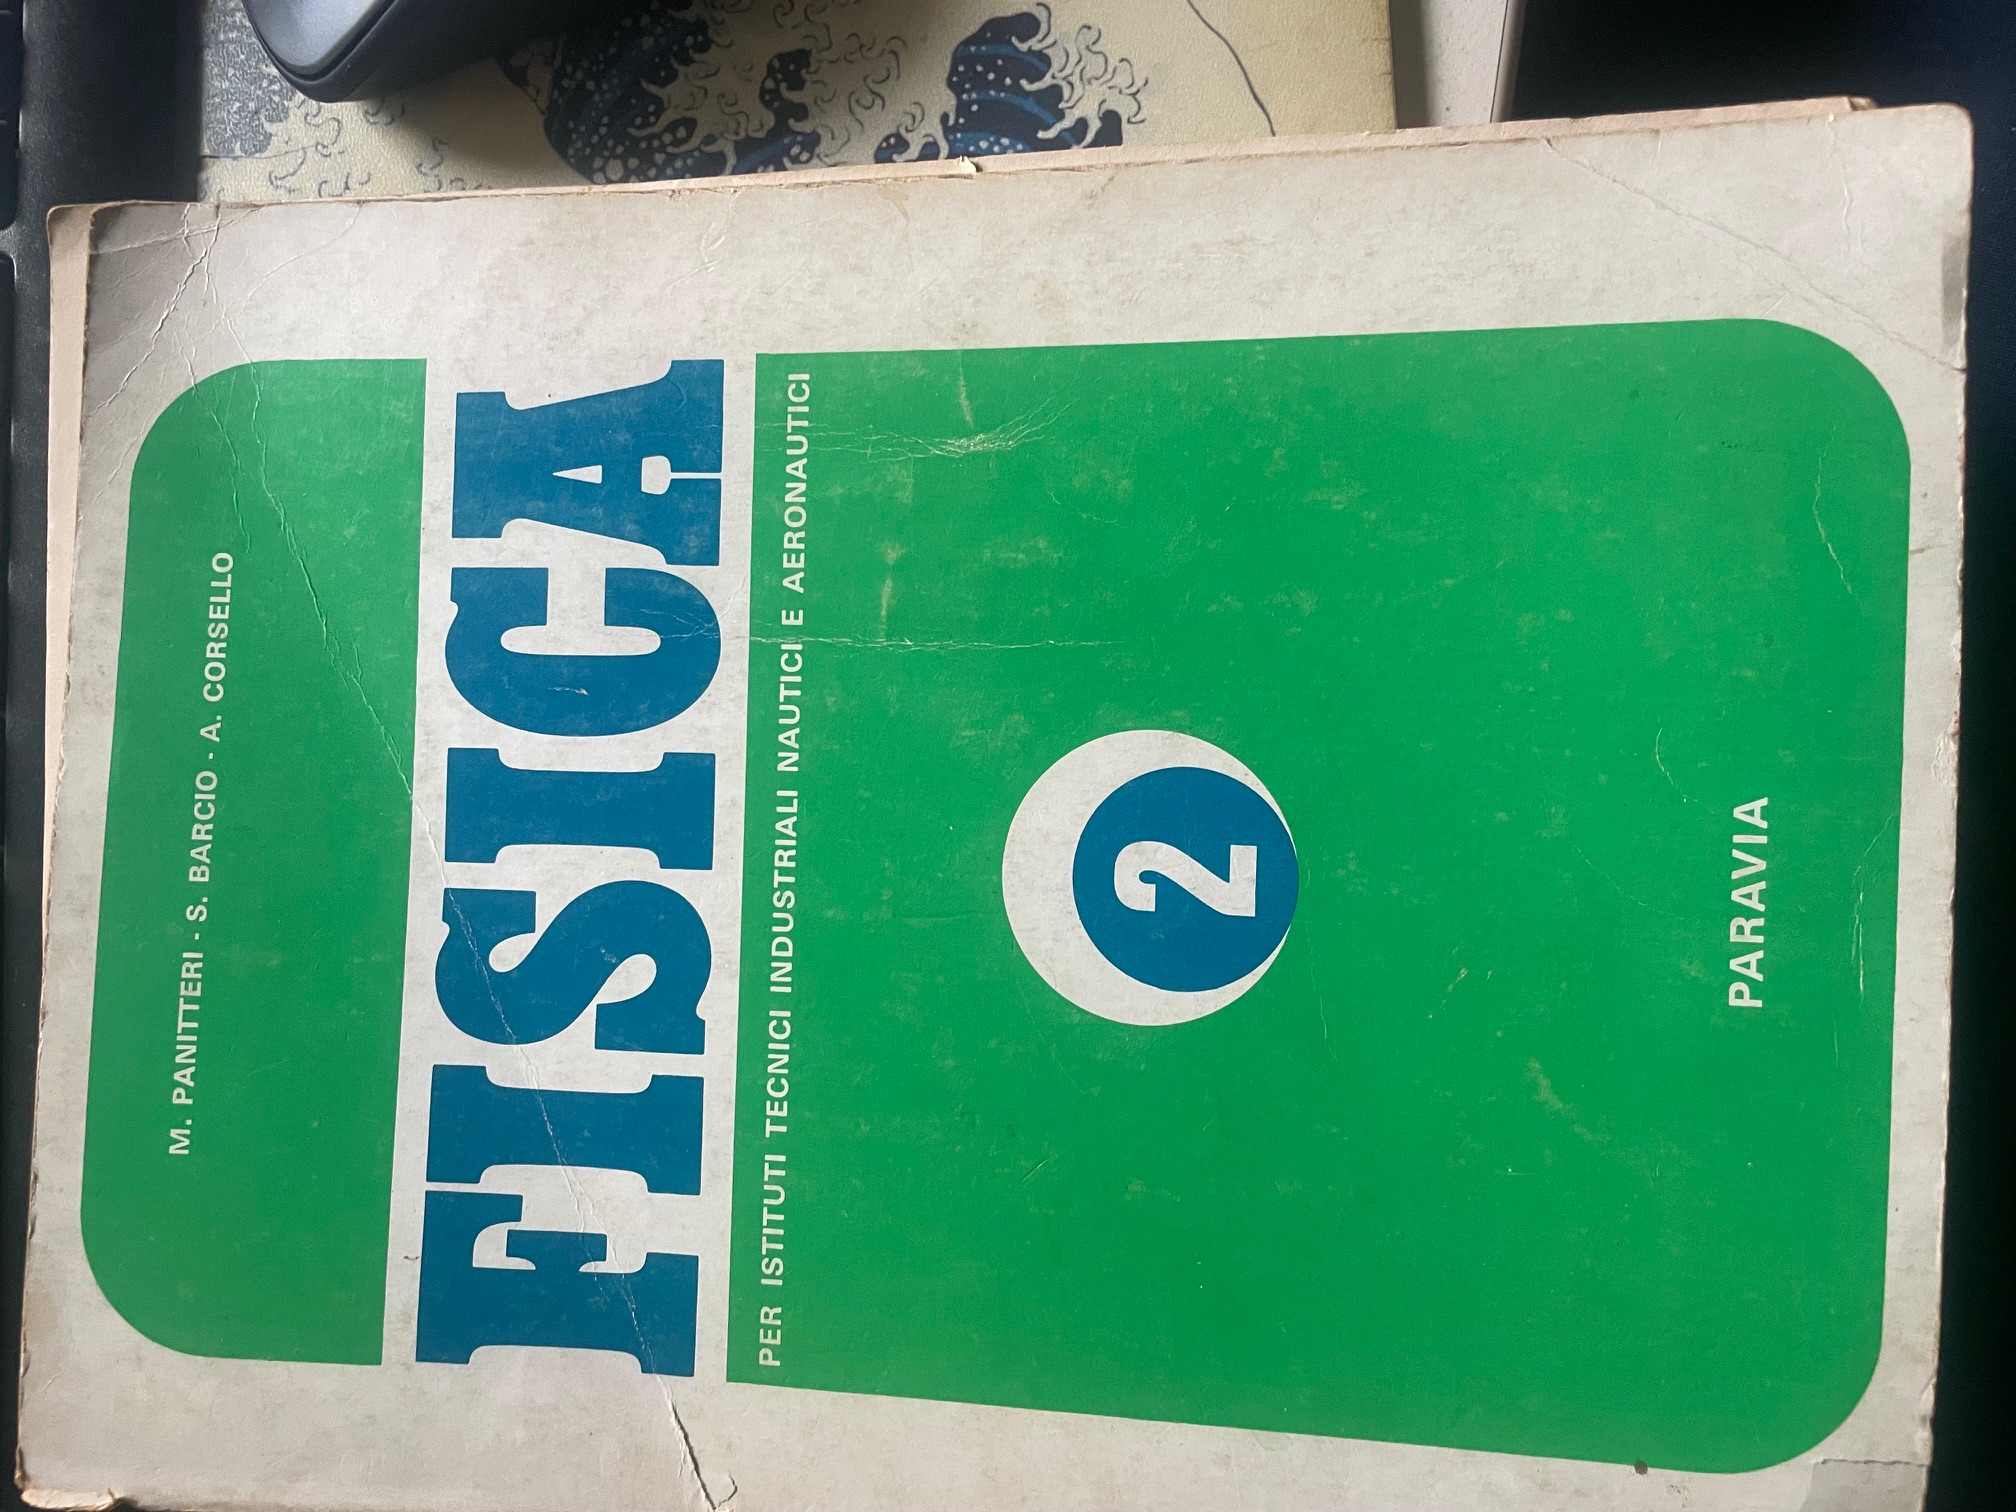 M. PANITTERI - S. BARCIO - A. CORSELLO
FISICA
PER ISTITUTI TECNICI INDUSTRIALI NAUTICI E AERONAUTICI
2
PARAVIA